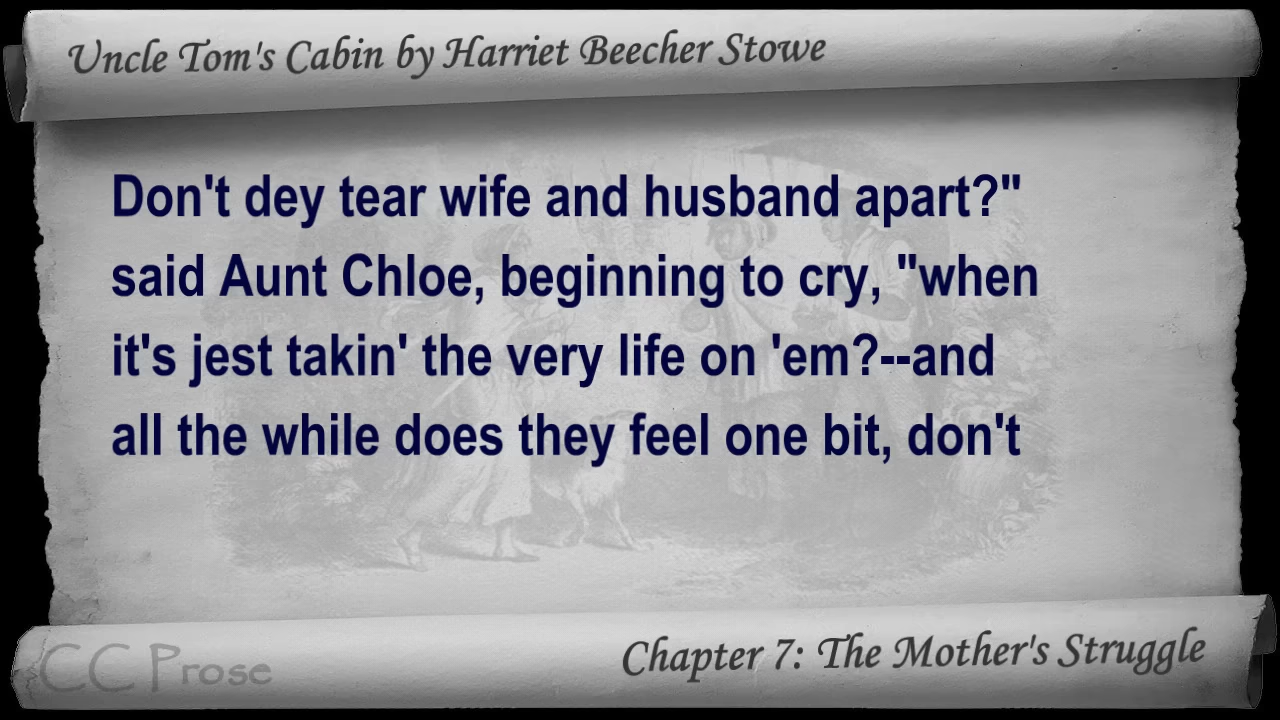 Uncle Tom's Cabin by Harriet Beecher Stowe
Don't dey tear wife and husband apart?"
said Aunt Chloe, beginning to cry, "when
it's jest takin' the very life on 'em?--and
all the while does they feel one bit, don't
CC Prose
Chapter 7: The Mother's Struggle